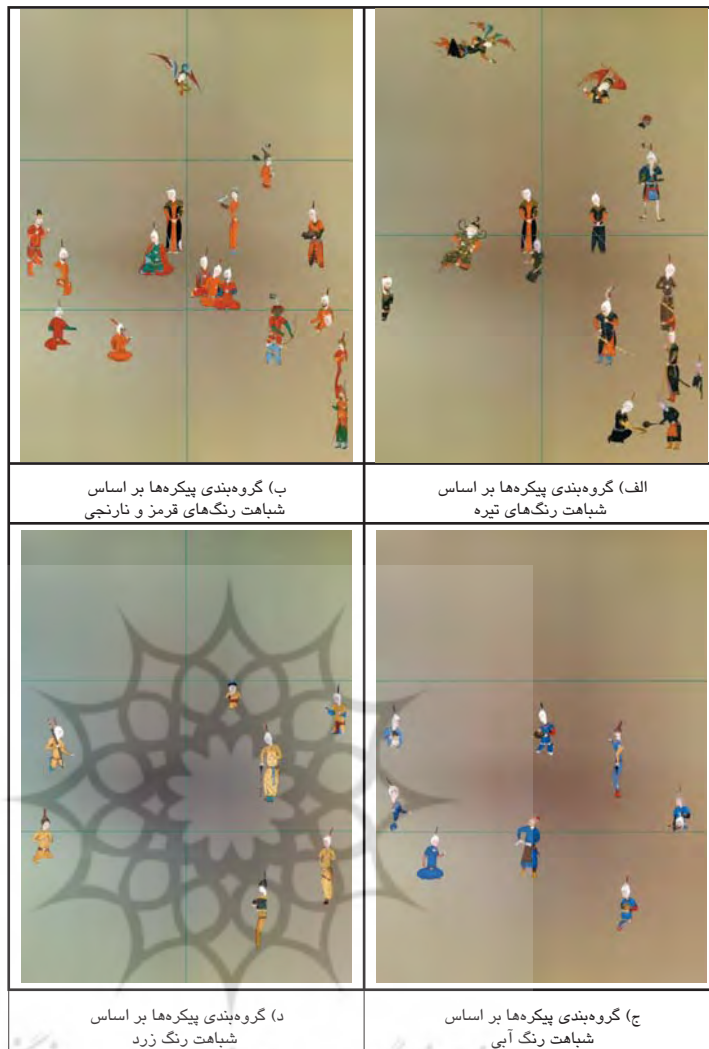 الف) گروه‌بندی پیکره‌ها بر اساس
شباهت رنگ‌های تیره
ب) گروه‌بندی پیکره‌ها بر اساس
شباهت رنگ‌های قرمز و نارنجی
ج) گروه‌بندی پیکره‌ها بر اساس
شباهت رنگ آبی
د) گروه‌بندی پیکره‌ها بر اساس
شباهت رنگ زرد